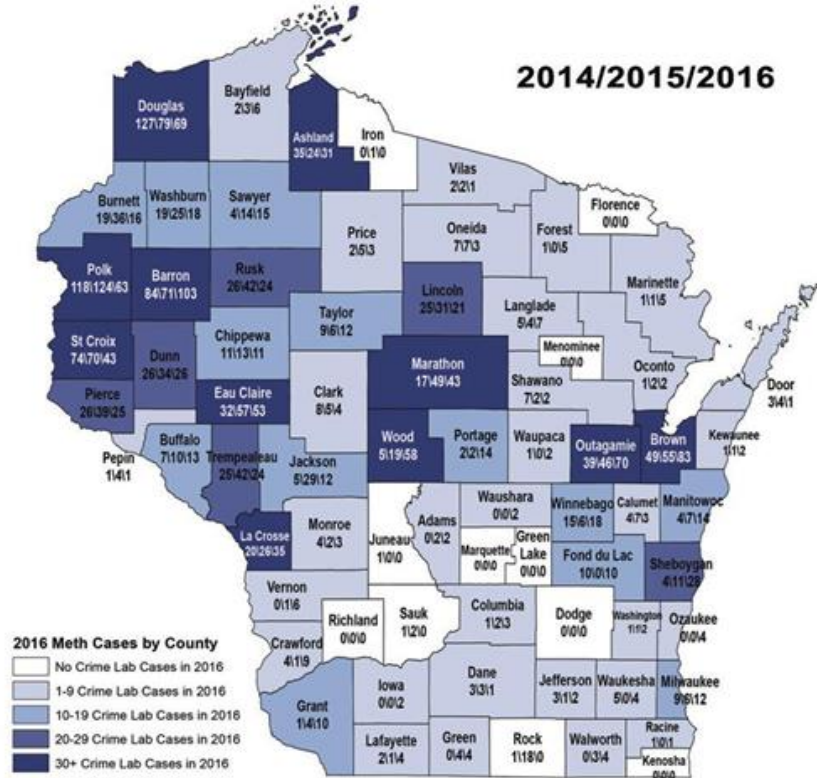 2014/2015/2016
Douglas
127\79\69
Bayfield
2\3\6
Ashland
35\24\31
Iron
0\1\0
Vilas
2\2\1
Florence
0\0\0
Burnett
19\36\16
Washburn
19\25\18
Sawyer
4\14\15
Price
2\5\3
Oneida
7\7\3
Forest
1\0\5
Marinette
1\1\5
Polk
118\124\63
Barron
84\71\103
Rusk
26\42\24
Lincoln
25\31\21
Langlade
5\4\7
Taylor
9\6\12
Chippewa
11\13\11
Menominee
0\0\0
Oconto
1\2\2
Door
3\4\1
St Croix
74\70\43
Dunn
26\34\26
Marathon
17\49\43
Shawano
7\2\2
Pierce
26\39\25
Eau Claire
32\57\53
Clark
8\5\4
Pepin
1\4\1
Buffalo
7\10\13
Trempealeau
25\42\24
Jackson
5\29\12
Wood
5\19\58
Portage
2\2\14
Waupaca
1\0\2
Outagamie
39\46\70
Brown
49\55\83
Kewaunee
1\1\2
La Crosse
20\26\35
Monroe
4\2\3
Juneau
1\0\0
Adams
0\2\2
Waushara
0\0\2
Marquette
0\0\0
Green
Lake
0\0\0
Winnebago
15\6\18
Calumet
4\7\3
Manitowoc
4\7\14
Fond du Lac
10\0\10
Sheboygan
4\11\28
Vernon
0\1\6
Richland
0\0\0
Sauk
1\2\0
Columbia
1\2\3
Dodge
0\0\0
Washington
1\1\2
Ozaukee
0\0\4
Crawford
4\1\9
Grant
1\4\10
Iowa
0\0\2
Dane
3\3\1
Jefferson
3\1\2
Waukesha
5\0\4
Milwaukee
9\6\12
Lafayette
2\1\4
Green
0\4\4
Rock
1\18\0
Walworth
0\3\4
Racine
1\0\1
Kenosha
0\0\0
2016 Meth Cases by County
No Crime Lab Cases in 2016
1-9 Crime Lab Cases in 2016
10-19 Crime Lab Cases in 2016
20-29 Crime Lab Cases in 2016
30+ Crime Lab Cases in 2016